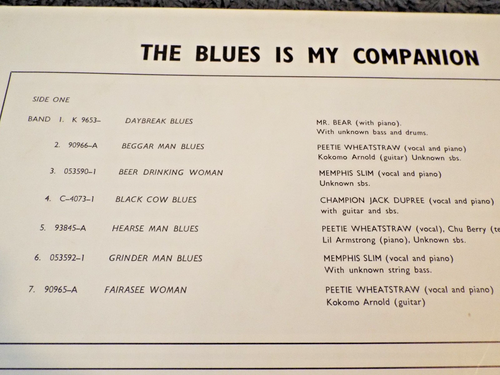 THE BLUES IS MY COMPANION
SIDE ONE
BAND 1. K 9653– DAYBREAK BLUES MR. BEAR (with piano).
With unknown bass and drums.
2. 90966–A BEGGAR MAN BLUES PEETIE WHEATSTRAW (vocal and piano)
Kokomo Arnold (guitar) Unknown sbs.
3. 053590–1 BEER DRINKING WOMAN MEMPHIS SLIM (vocal and piano)
Unknown sbs.
4. C–4073–1 BLACK COW BLUES CHAMPION JACK DUPREE (vocal and piano)
with guitar and sbs.
5. 93845–A HEARSE MAN BLUES PEETIE WHEATSTRAW (vocal), Chu Berry (te
Lil Armstrong (piano), Unknown sbs.
6. 053592–1 GRINDER MAN BLUES MEMPHIS SLIM (vocal and piano)
With unknown string bass.
7. 90965–A FAIRASEE WOMAN PEETIE WHEATSTRAW (vocal and piano)
Kokomo Arnold (guitar)